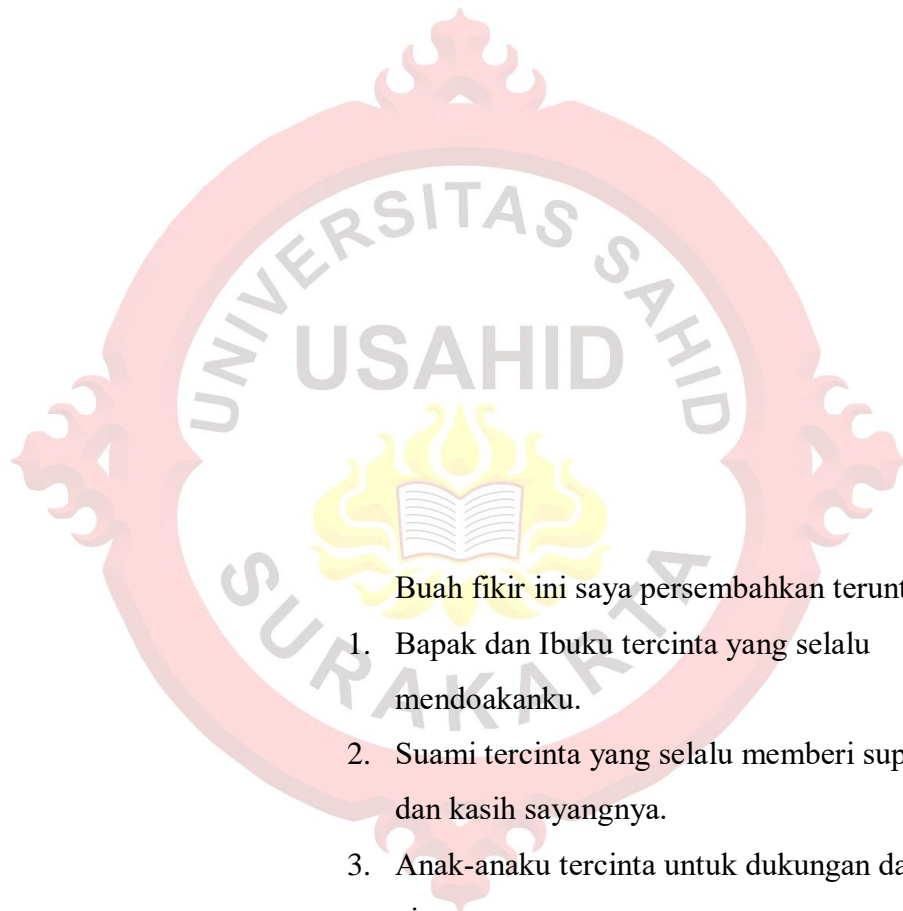 UNIVERSITAS SAHID
USAHID
SURAKARTA
Buah fikir ini saya persembahkan
1. Bapak dan Ibuku tercinta yang selalu
mendoakanku.
2. Suami tercinta yang selalu memberi
dan kasih sayangnya.
3. Anak-anaku tercinta untuk dukungan